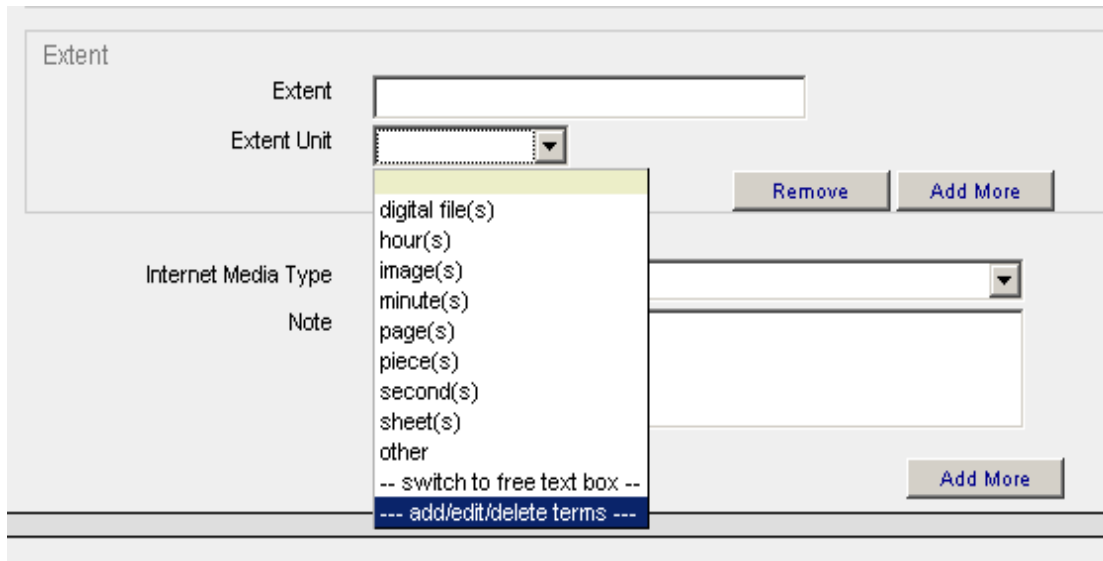 Extent
Extent
Extent Unit
Remove Add More
digital file(s)
hour(s)
Internet Media Type image(s)
minute(s)
Note
page(s)
piece(s)
second(s)
sheet(s)
other
-- switch to free text box --
Add More
--- add/edit/delete terms ---